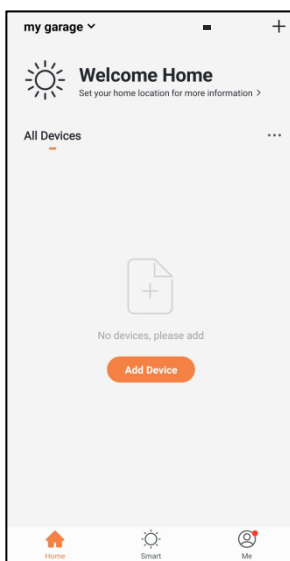 my garage
Welcome Home
Set your home location for more information >
All Devices
...
No devices, please add
Add Device
Home
Smart
Me